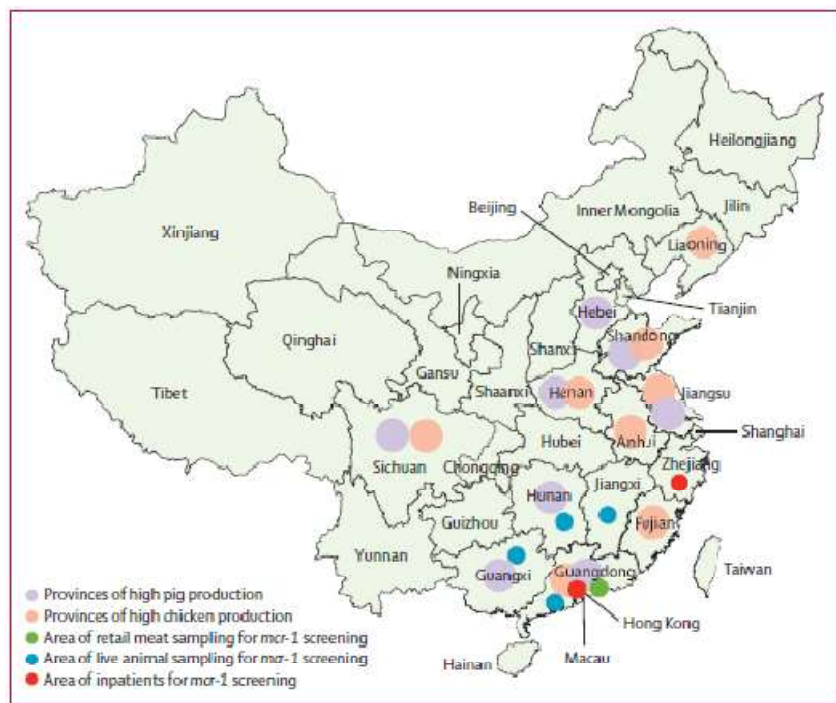 Heilongjiang
Jilin
Inner Mongolia
Beijing
Liaoning
Xinjiang
Ningxia
Tianjin
Hebei
Shandong
Shanxi
Qinghai
Gansu
Shaanxi
Henan
Jiangsu
Tibet
Shanghai
Hubei
Anhui
Sichuan
Chongqing
Zhejiang
Hunan
Jiangxi
Guizhou
Fujian
Yunnan
Taiwan
Guangxi
Guangdong
Hong Kong
Macau
Hainan
Provinces of high pig production
Provinces of high chicken production
Area of retail meat sampling for mcr-1 screening
Area of live animal sampling for mcr-1 screening
Area of inpatients for mcr-1 screening